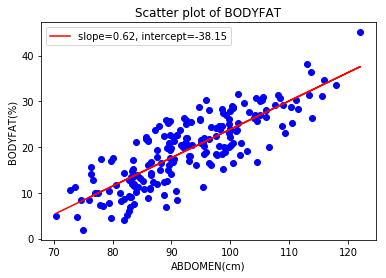 Scatter plot of BODYFAT
slope=0.62, intercept=-38.15
BODYFAT(%)
40
30
20
10
0
70
80
90
100
110
120
ABDOMEN(cm)